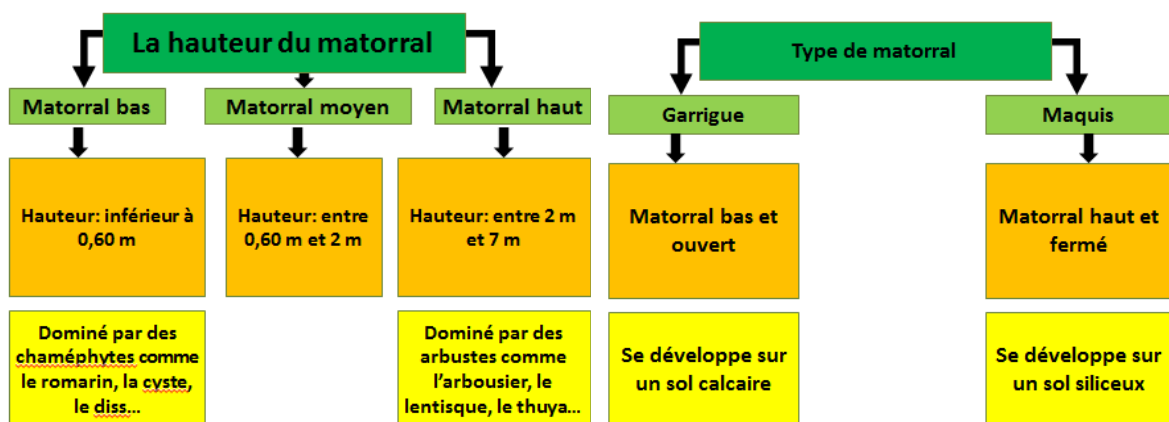 La hauteur du matorral
Matorral bas
Matorral moyen
Matorral haut
Hauteur: inférieur à
0,60 m
Hauteur: entre
0,60 m et 2 m
Hauteur: entre 2 m
et 7 m
Dominé par des
chaméphytes comme
le romarin, la cyste,
le diss...
Dominé par des
arbustes comme
l'arbousier, le
lentisque, le thuya...
Type de matorral
Garrigue
Maquis
Matorral bas et
ouvert
Matorral haut et
fermé
Se développe sur
un sol calcaire
Se développe sur
un sol siliceux